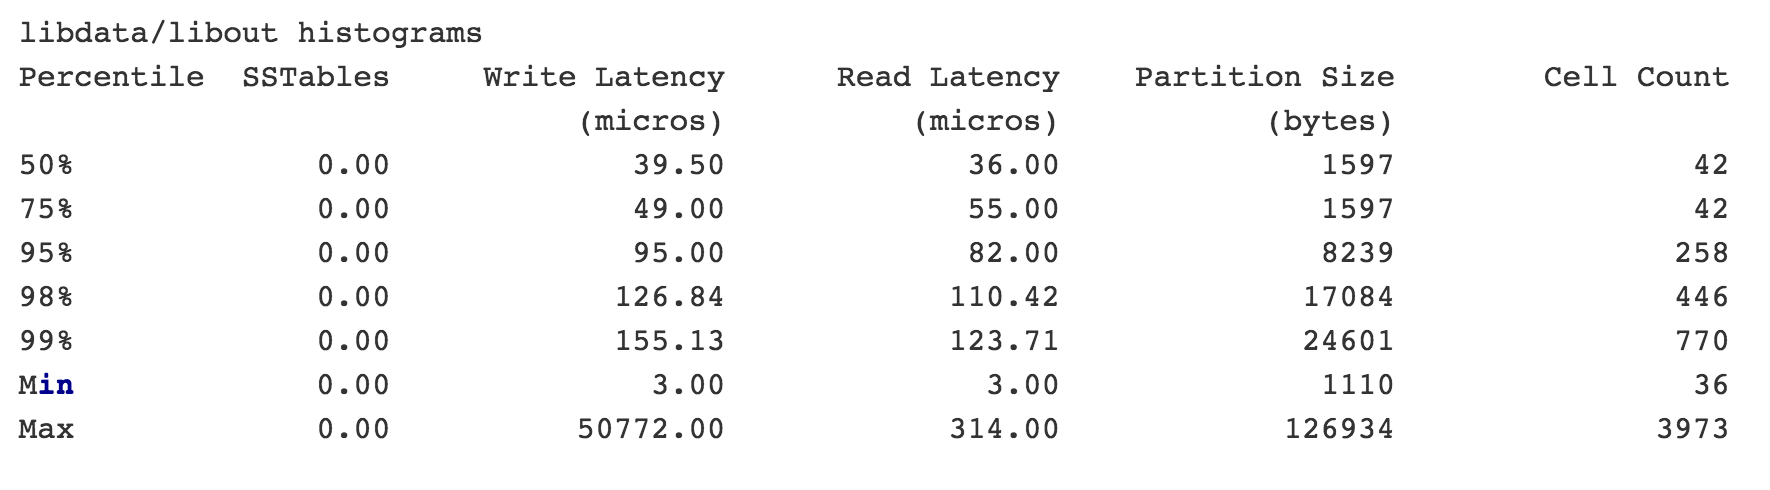 libdata/libout histograms
Percentile  SSTables     Write Latency      Read Latency    Partition Size        Cell Count
                              (micros)          (micros)           (bytes)
50%             0.00             39.50             36.00              1597                42
75%             0.00             49.00             55.00              1597                42
95%             0.00             95.00             82.00              8239               258
98%             0.00            126.84            110.42             17084               446
99%             0.00            155.13            123.71             24601               770
Min             0.00              3.00              3.00              1110                36
Max             0.00          50772.00            314.00            126934              3973